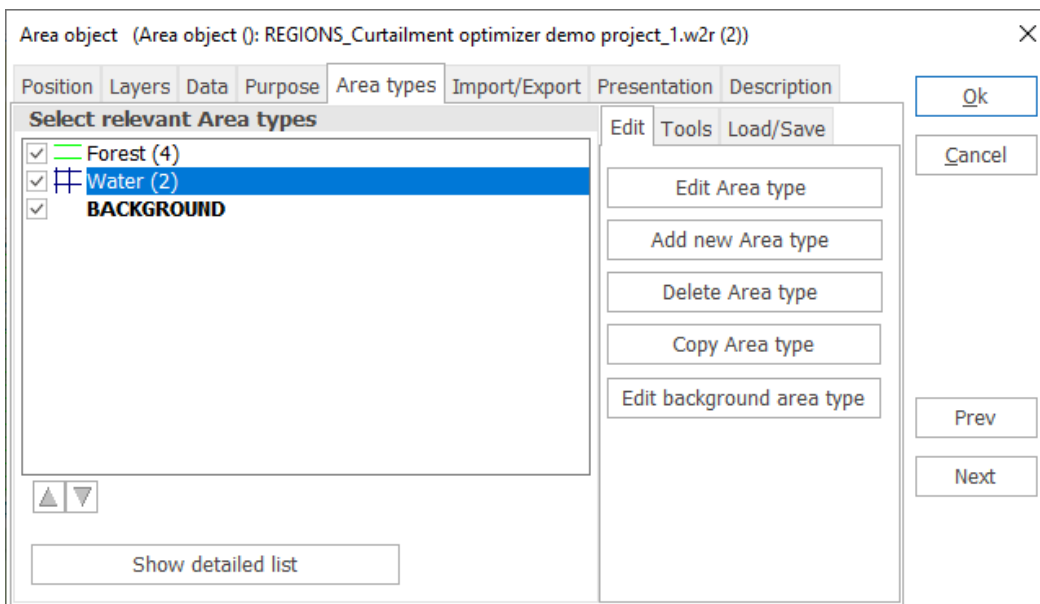 Area object (Area object (): REGIONS_Curtailment optimizer demo project_1.w2r (2))
Position Layers Data Purpose Area types Import/Export Presentation Description
Ok
Cancel
Select relevant Area types
Forest (4)
Water (2)
BACKGROUND
Edit Tools Load/Save
Edit Area type
Add new Area type
Delete Area type
Copy Area type
Edit background area type
Prev
Next
Show detailed list